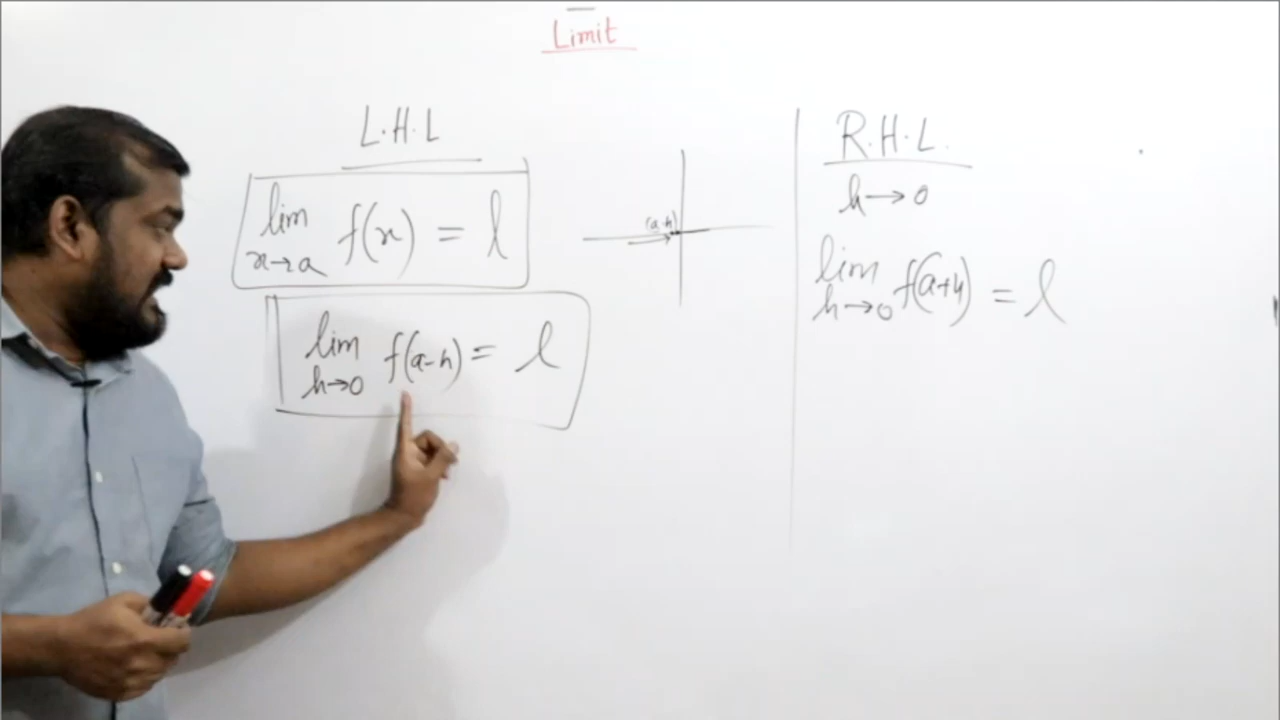 Limit
L.H.L
lim f(x) = l
x→a
lim f(a-h) = l
h→0
(a-h)
R.H.L.
h→0
lim f(a+h) = l
h→0